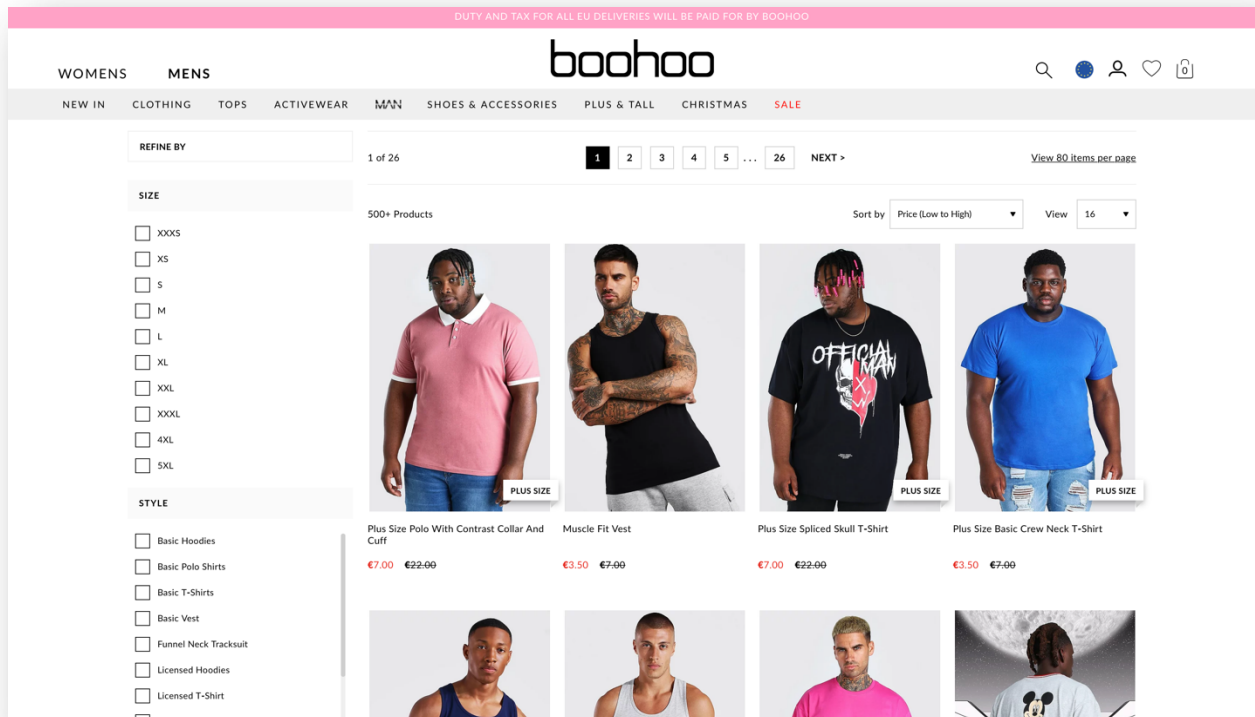 DUTY AND TAX FOR ALL EU DELIVERIES WILL BE PAID FOR BY BOOHOO
boohoo
WOMENS MENS
0
NEW IN CLOTHING TOPS ACTIVEWEAR MAN SHOES & ACCESSORIES PLUS & TALL CHRISTMAS SALE
REFINE BY
SIZE
XXXS
XS
S
M
L
XL
XXL
XXXL
4XL
5XL
STYLE
Basic Hoodies
Basic Polo Shirts
Basic T-Shirts
Basic Vest
Funnel Neck Tracksuit
Licensed Hoodies
Licensed T-Shirt
1 of 26
1 2 3 4 5 ... 26 NEXT >
View 80 items per page
500+ Products
Sort by Price (Low to High) View 16
OFFICIAL
MAN
PLUS SIZE
PLUS SIZE
PLUS SIZE
Plus Size Polo With Contrast Collar And
Cuff
€7.00 €22.00
Muscle Fit Vest
€3.50 €7.00
Plus Size Spliced Skull T-Shirt
€7.00 €22.00
Plus Size Basic Crew Neck T-Shirt
€3.50 €7.00